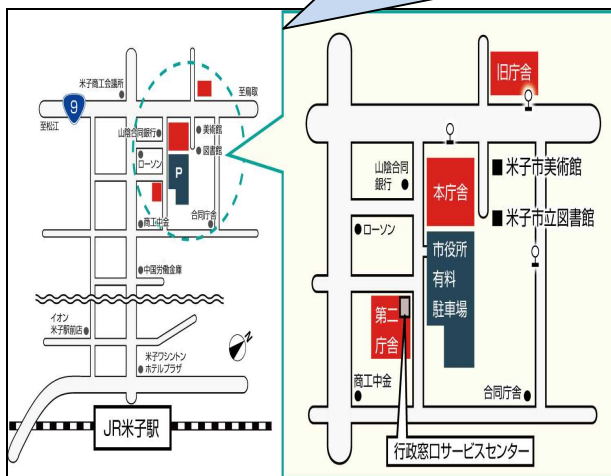 米子商工会議所
9
至鳥取
至松江
山陰合同銀行
美術館
図書館
ローソン
P
商工中金
合同庁舎
中国労働金庫
イオン
米子駅前店
米子ワシントン
ホテルプラザ
N
JR米子駅
旧庁舎
山陰合同
銀行
本庁舎
米子市美術館
米子市立図書館
ローソン
市役所
有料
駐車場
第二
庁舎
商工中金
合同庁舎
行政窓口サービスセンター